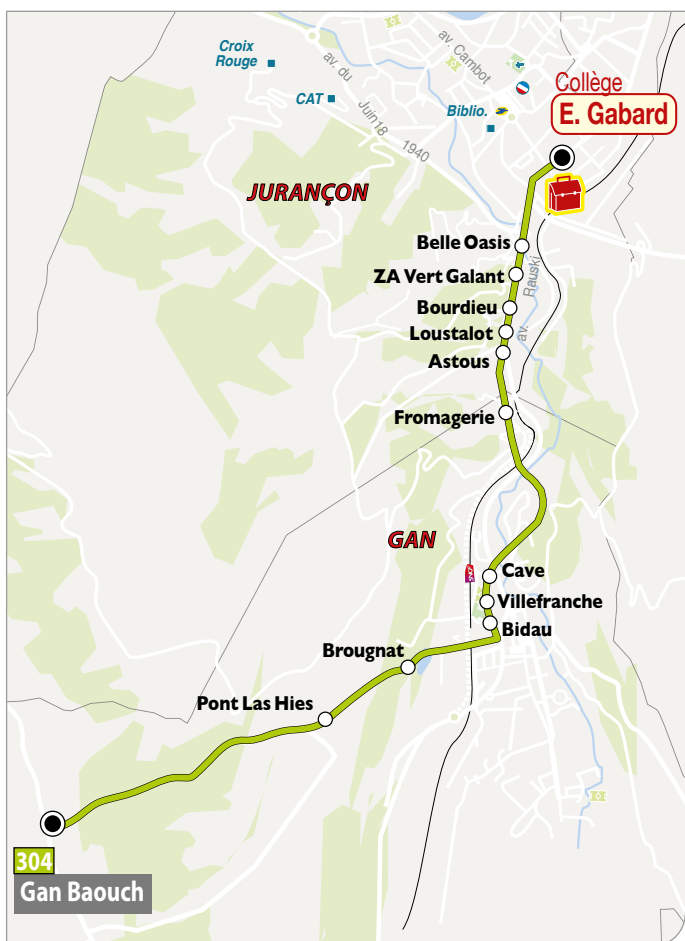 Croix
Rouge
CAT
av. du
Juin18
1940
av. Cambot
Biblio.
Collège
E. Gabard
JURANÇON
Belle Oasis
ZA Vert Galant
Bourdieu
Loustalot
Astous
av. Rauski
Fromagerie
GAN
Cave
Villefranche
Bidau
Brougnat
Pont Las Hies
304
Gan Baouch